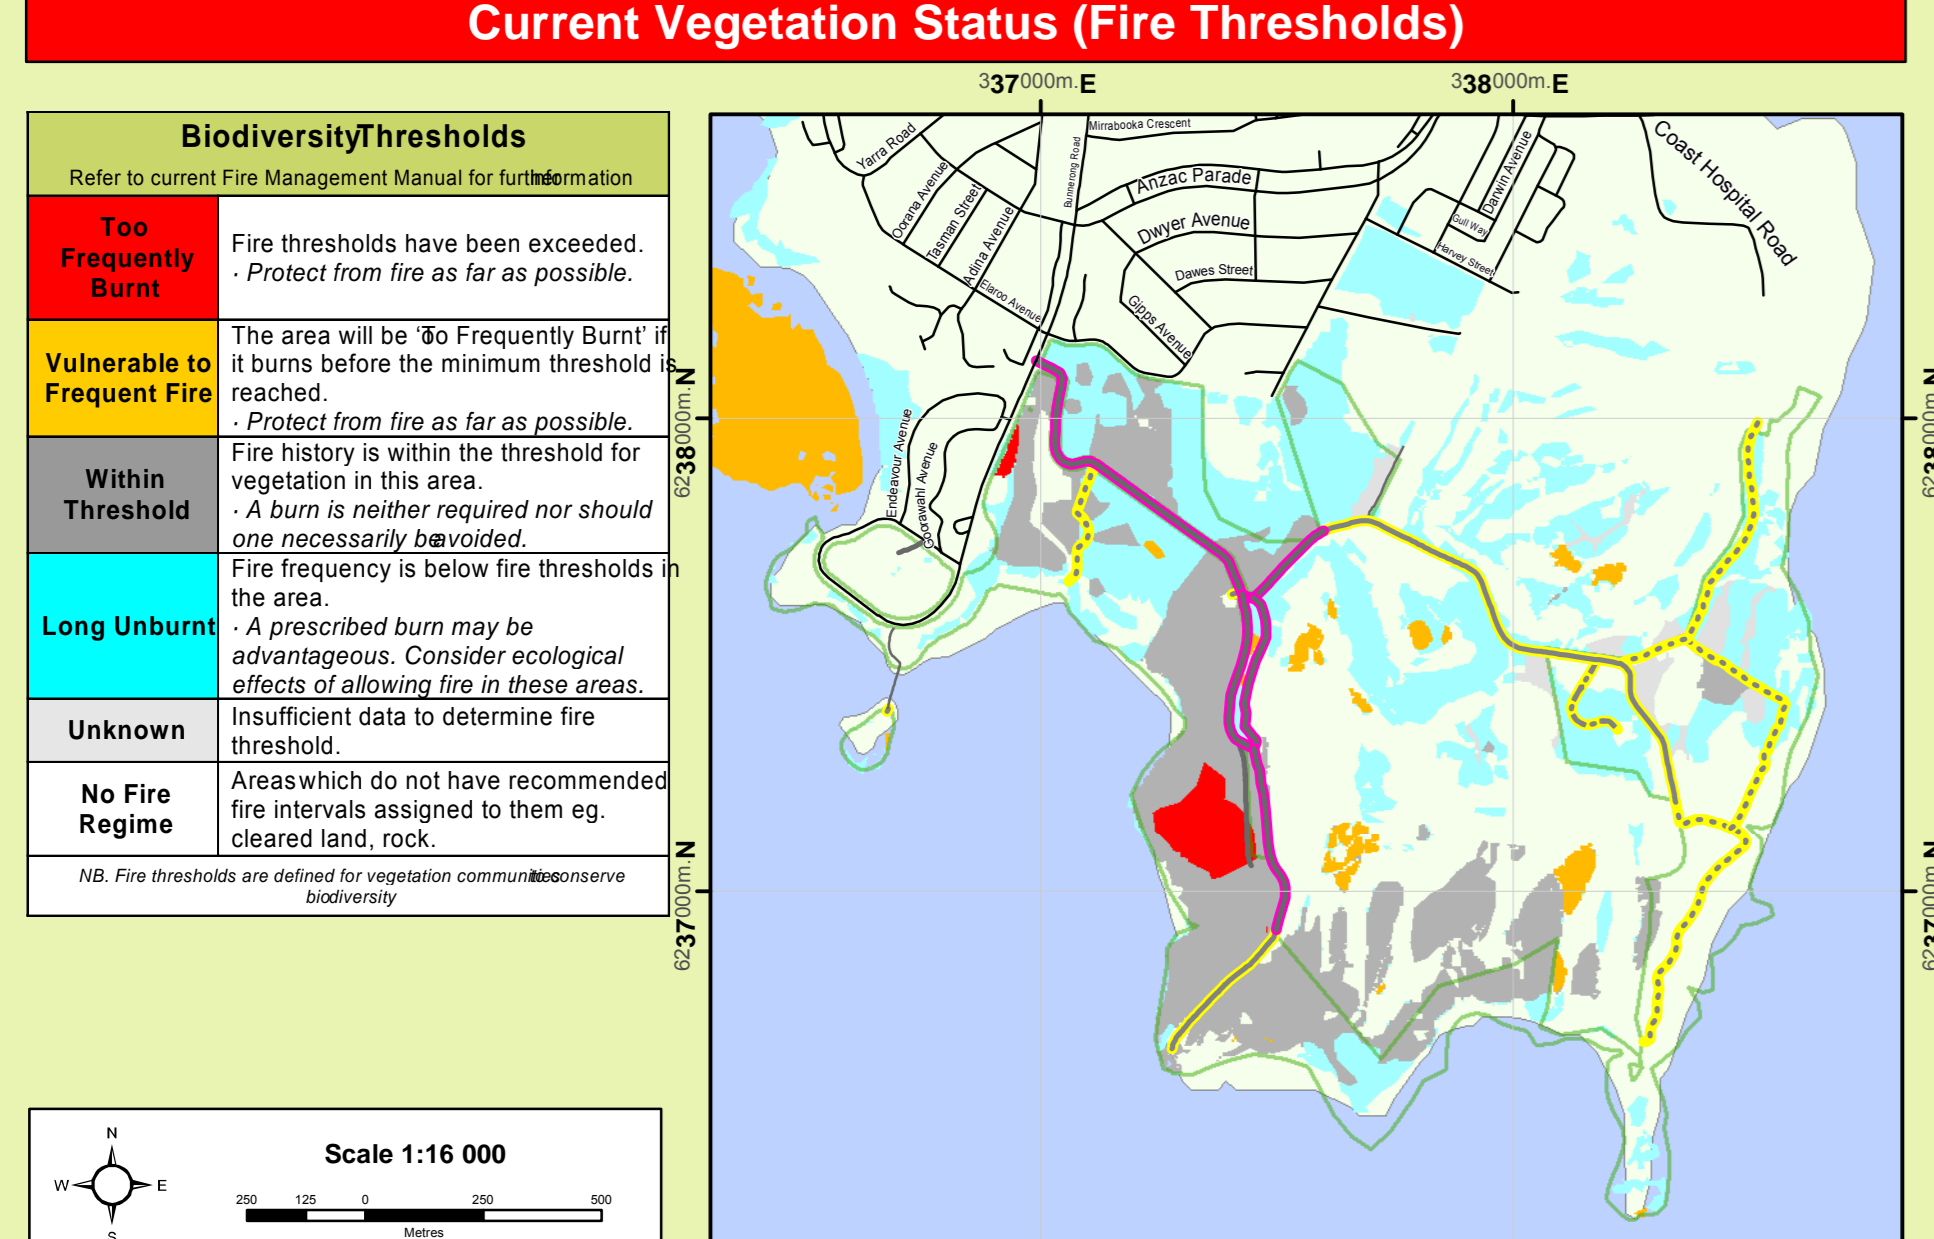 Current Vegetation Status (Fire Thresholds)
337000m.E
338000m.E
BiodiversityThresholds
Refer to current Fire Management Manual for further information
Too
Frequently
Burnt
Fire thresholds have been exceeded.
· Protect from fire as far as possible.
Vulnerable to
Frequent Fire
The area will be ‘Too Frequently Burnt’ if
it burns before the minimum threshold is
reached.
· Protect from fire as far as possible.
Within
Threshold
Fire history is within the threshold for
vegetation in this area.
· A burn is neither required nor should
one necessarily be avoided.
Long Unburnt
Fire frequency is below fire thresholds in
the area.
· A prescribed burn may be
advantageous. Consider ecological
effects of allowing fire in these areas.
Unknown
Insufficient data to determine fire
threshold.
No Fire
Regime
Areas which do not have recommended
fire intervals assigned to them eg.
cleared land, rock.
NB. Fire thresholds are defined for vegetation communities to conserve
biodiversity
N
W
E
S
Scale 1:16 000
250 125 0 250 500
Metres
6238000m.N
6237000m.N
6238000m.N
6237000m.N
Yarra Road
Oorana Avenue
Tasman Street
Adina Avenue
Elaroo Avenue
Bunnerong Road
Mirrabooka Crescent
Anzac Parade
Dwyer Avenue
Dawes Street
Gipps Avenue
Darwin Avenue
Gull Way
Harvey Street
Coast Hospital Road
Endeavour Avenue
Goorawahl Avenue